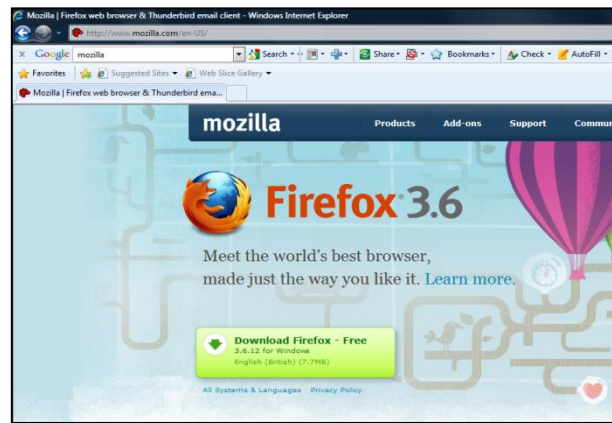 Mozilla | Firefox web browser & Thunderbird email client - Windows Internet Explorer
http://www.mozilla.com/en-US/
x Google mozilla Search Share Bookmarks Check AutoFill
Favorites Suggested Sites Web Slice Gallery
Mozilla | Firefox web browser & Thunderbird ema...
mozilla Products Add-ons Support Commun
Firefox 3.6
Meet the world's best browser,
made just the way you like it. Learn more.
Download Firefox - Free
3.6.12 for Windows
English (British) (7.7MB)
All Systems & Languages Privacy Policy